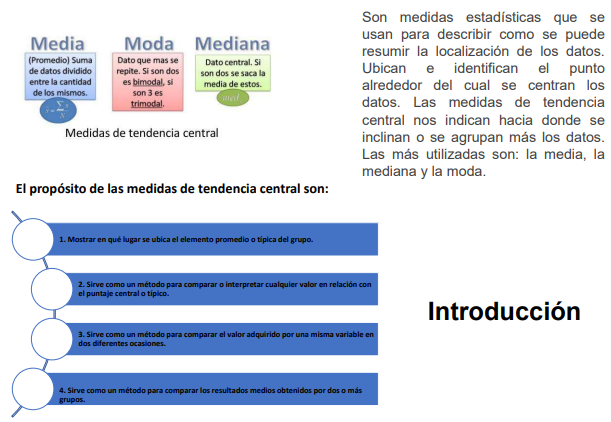 Media Moda Mediana
(Promedio) Suma
de datos dividido
entre la cantidad
de los mismos.
Dato que mas se
repite. Si son dos
es bimodal, si
son 3 es
trimodal.
Dato central. Si
son dos se saca la
media de estos.
med
Medidas de tendencia central
Son medidas estadísticas que se
usan para describir como se puede
resumir la localización de los datos.
Ubican e identifican el punto
alrededor del cual se centran los
datos. Las medidas de tendencia
central nos indican hacia donde se
inclinan o se agrupan más los datos.
Las más utilizadas son: la media, la
mediana y la moda.
El propósito de las medidas de tendencia central son:
1. Mostrar en qué lugar se ubica el elemento promedio o típica del grupo.
2. Sirve como un método para comparar o interpretar cualquier valor en relación con
el puntaje central o típico.
3. Sirve como un método para comparar el valor adquirido por una misma variable en
dos diferentes ocasiones.
4. Sirve como un método para comparar los resultados medios obtenidos por dos o más
grupos.
Introducción